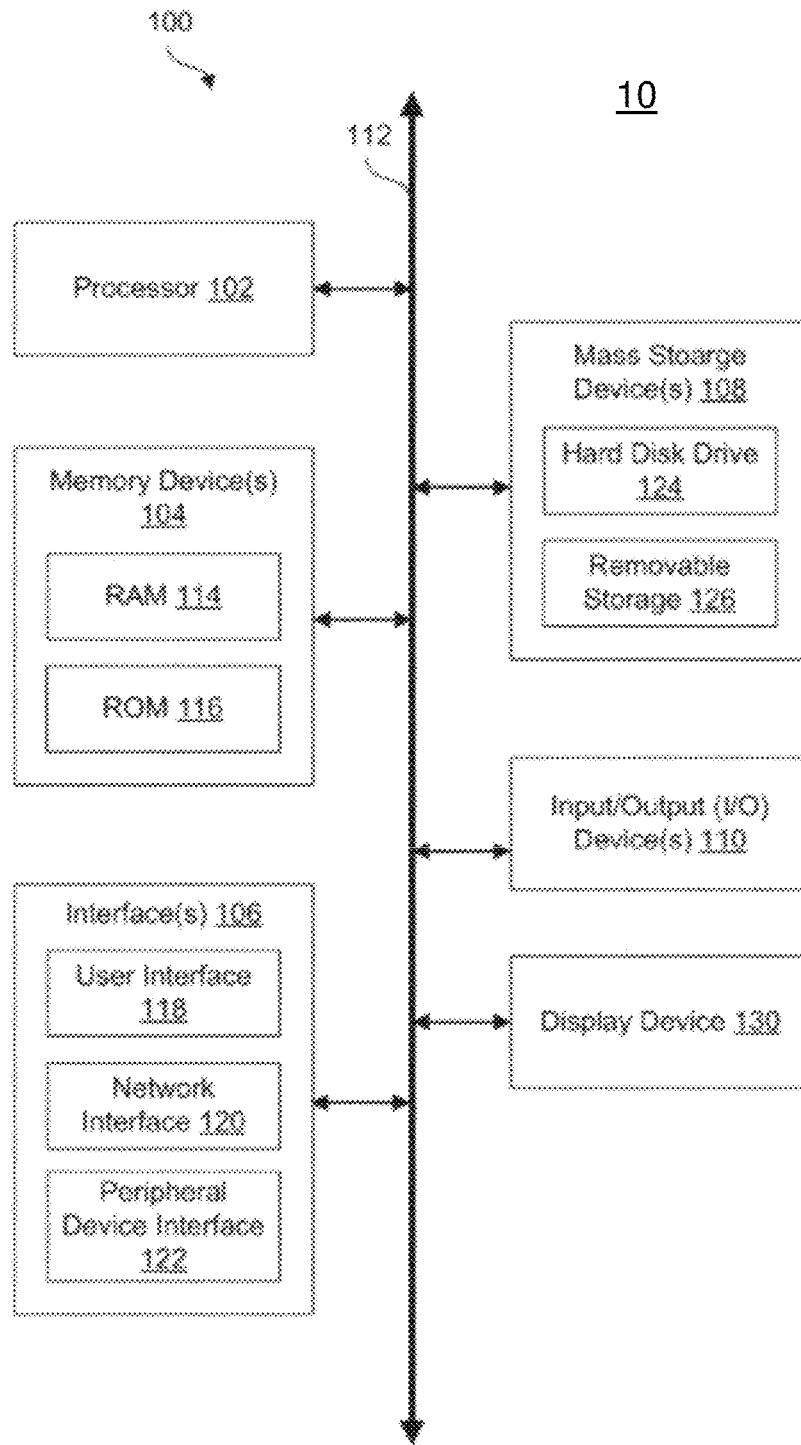 100
10
112
Processor 102
Memory Device(s)
104
RAM 114
ROM 116
Interface(s) 106
User Interface
118
Network
Interface 120
Peripheral
Device Interface
122
Mass Stoarge
Device(s) 108
Hard Disk Drive
124
Removable
Storage 126
Input/Output (I/O)
Device(s) 110
Display Device 130